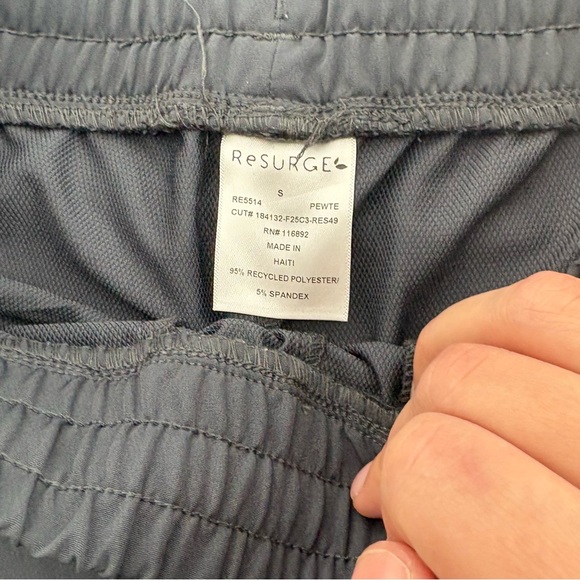 ReSURGE
S
RE5514 PEWTE
CUT# 184132-F25C3-RES49
RN# 116892
MADE IN
HAITI
95% RECYCLED POLYESTER/
5% SPANDEX